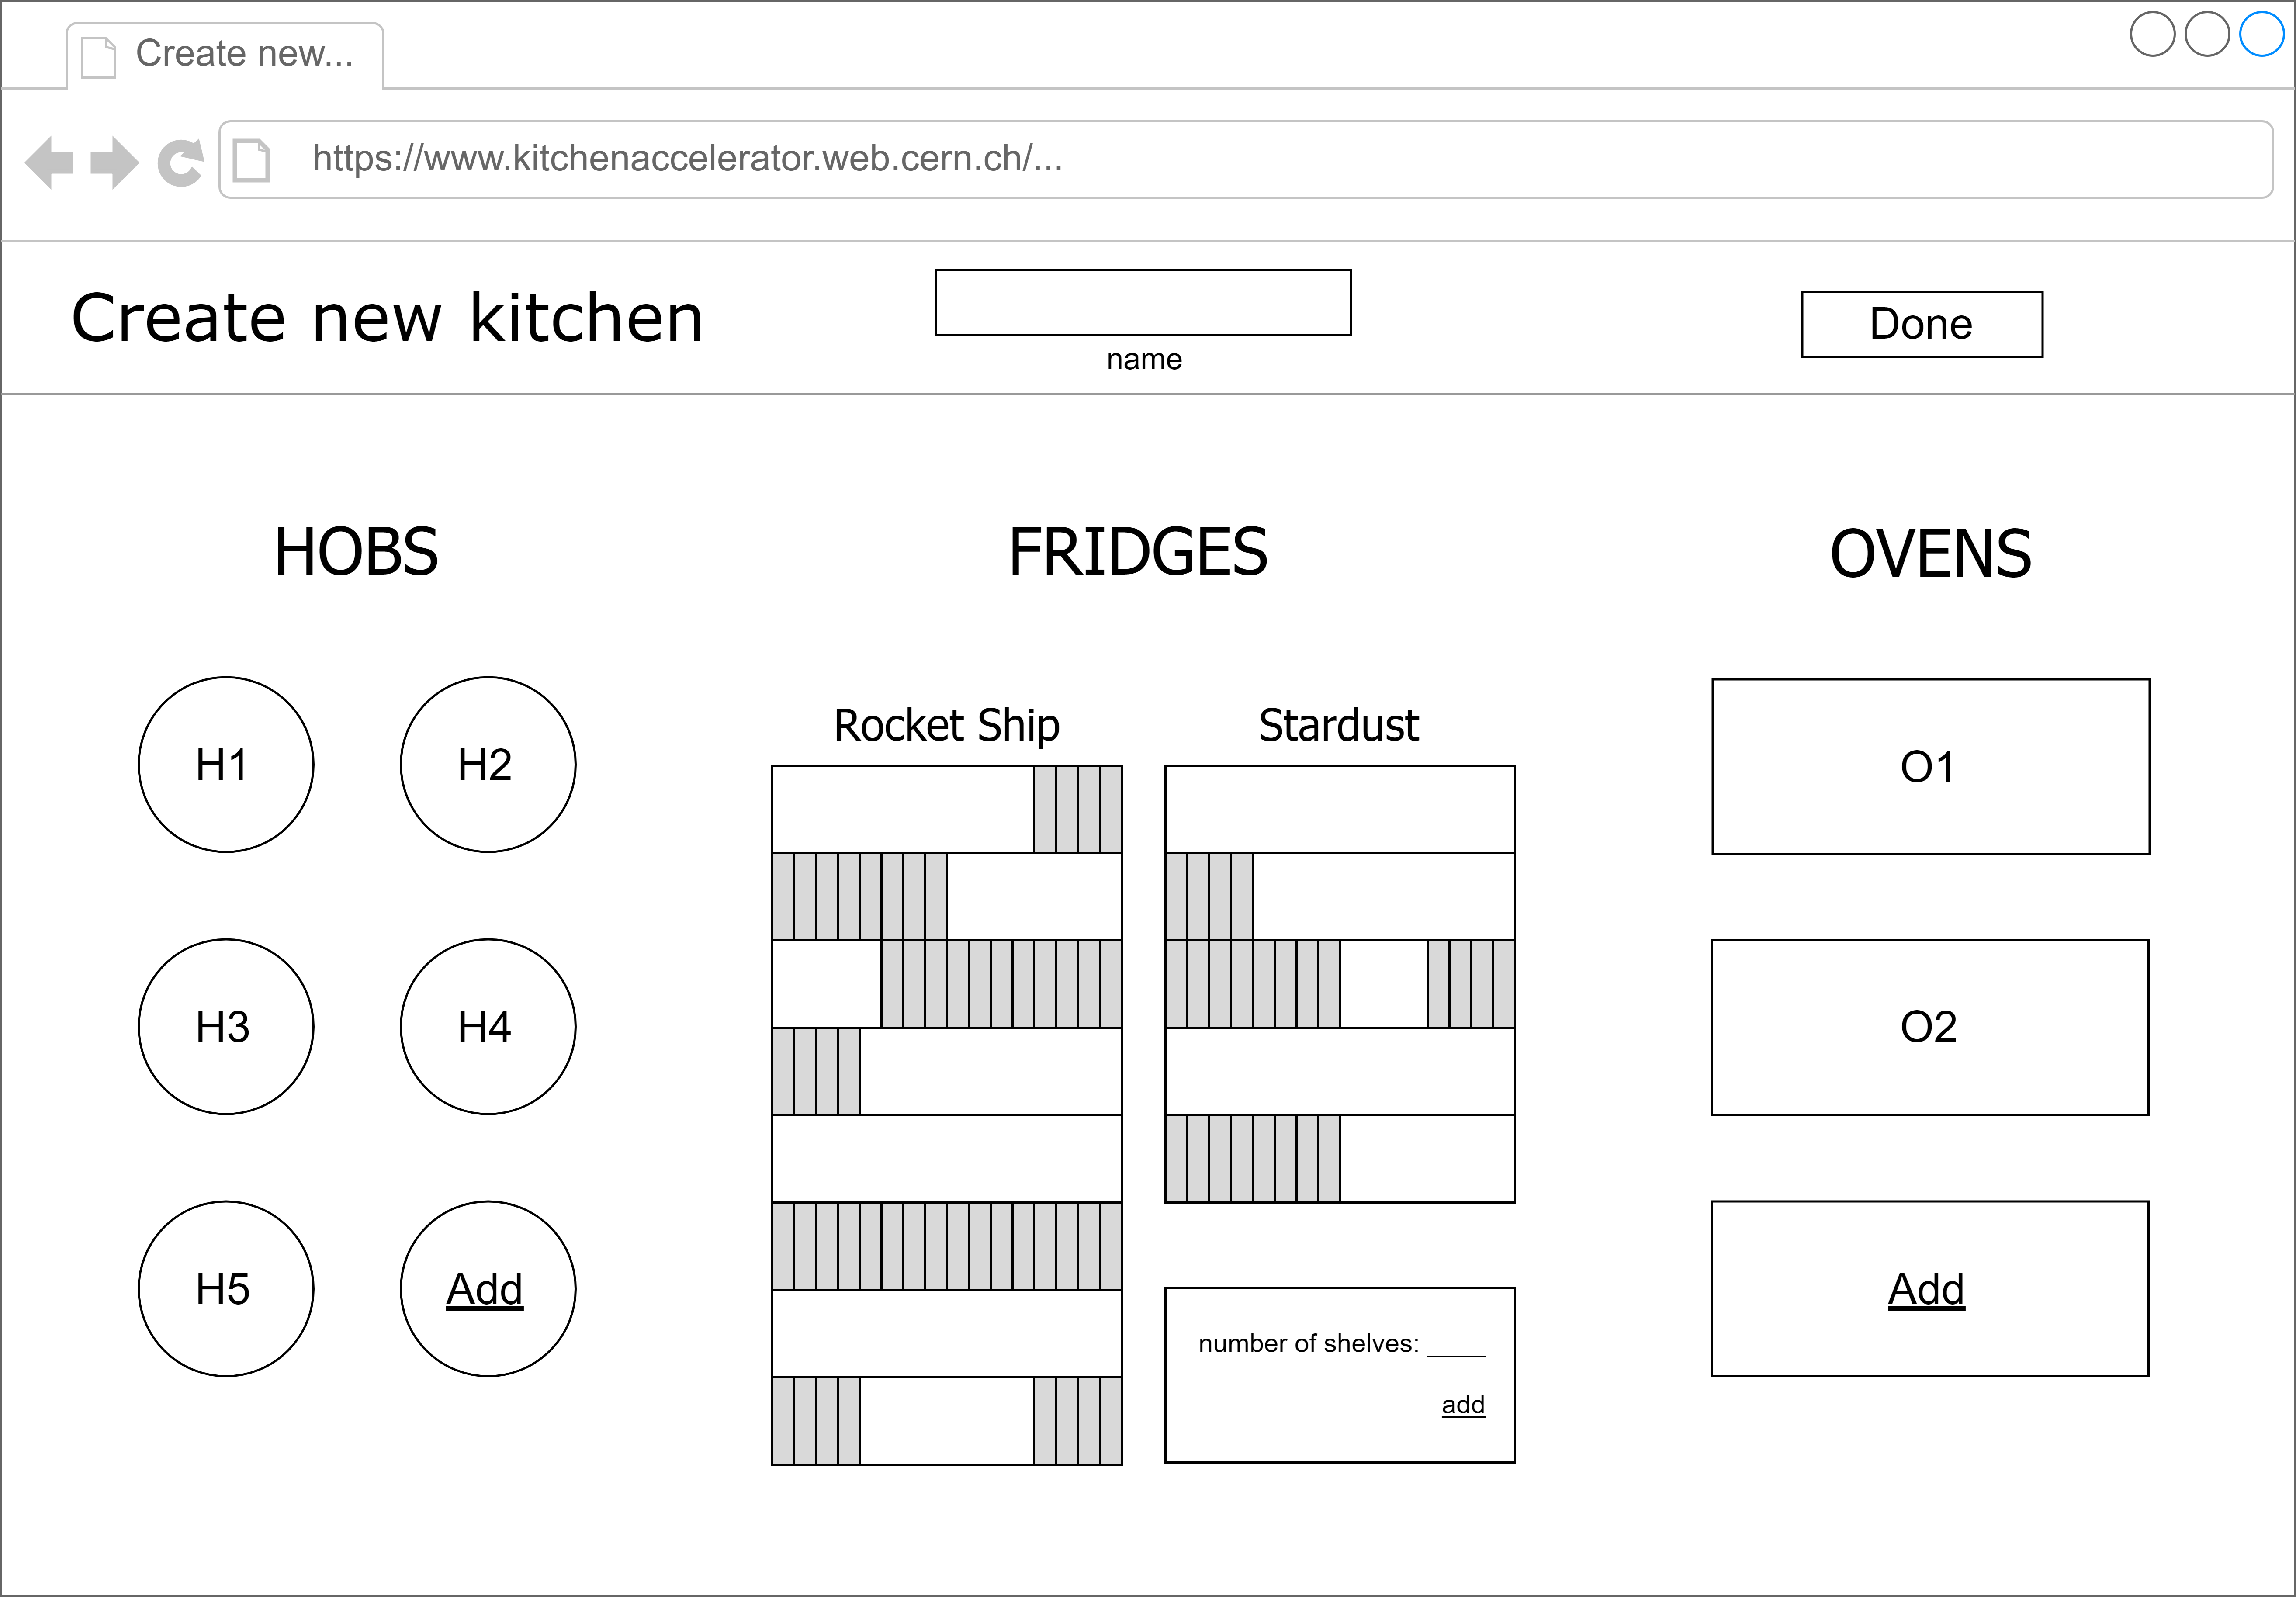 Create new...
https://www.kitchenaccelerator.web.cern.ch/...
Create new kitchen
name
Done
HOBS
H1
H2
H3
H4
H5
Add
FRIDGES
Rocket Ship
Stardust
number of shelves: ____
add
OVENS
O1
O2
Add